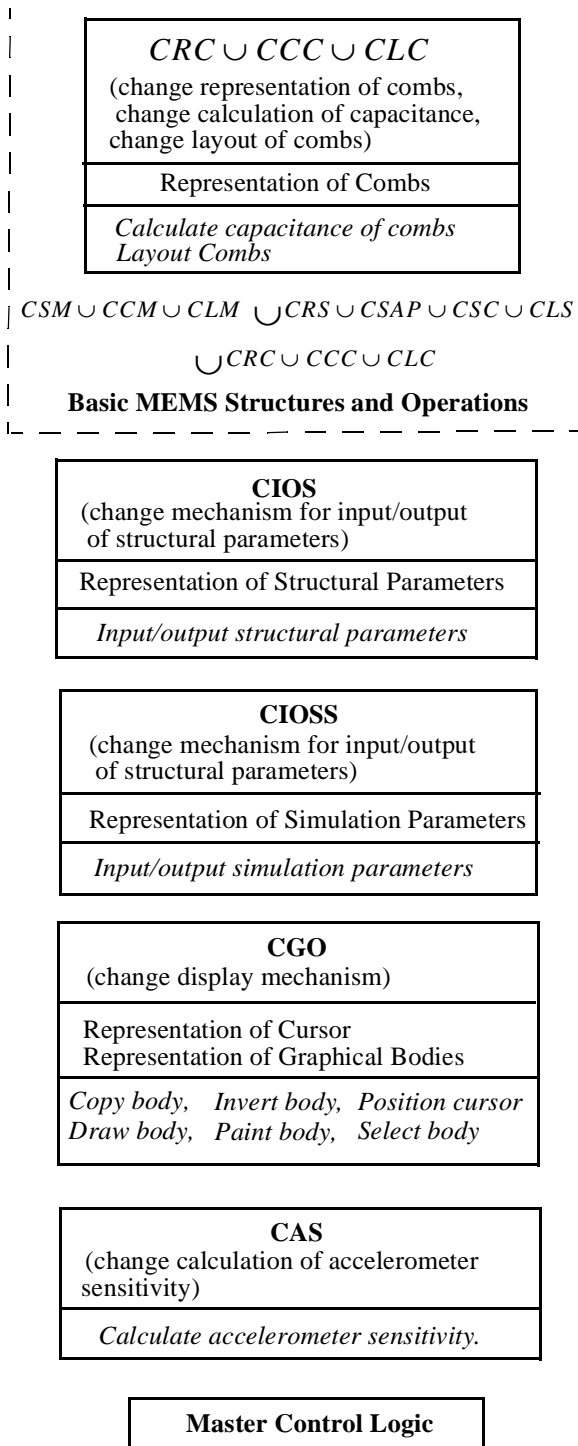 CRC ∪ CCC ∪ CLC
(change representation of combs,
change calculation of capacitance,
change layout of combs)
Representation of Combs
Calculate capacitance of combs
Layout Combs
CSM ∪ CCM ∪ CLM ∪ CRS ∪ CSAP ∪ CSC ∪ CLS
∪ CRC ∪ CCC ∪ CLC
Basic MEMS Structures and Operations
CIOS
(change mechanism for input/output
of structural parameters)
Representation of Structural Parameters
Input/output structural parameters
CIOSS
(change mechanism for input/output
of structural parameters)
Representation of Simulation Parameters
Input/output simulation parameters
CGO
(change display mechanism)
Representation of Cursor
Representation of Graphical Bodies
Copy body, Invert body, Position cursor
Draw body, Paint body, Select body
CAS
(change calculation of accelerometer
sensitivity)
Calculate accelerometer sensitivity.
Master Control Logic